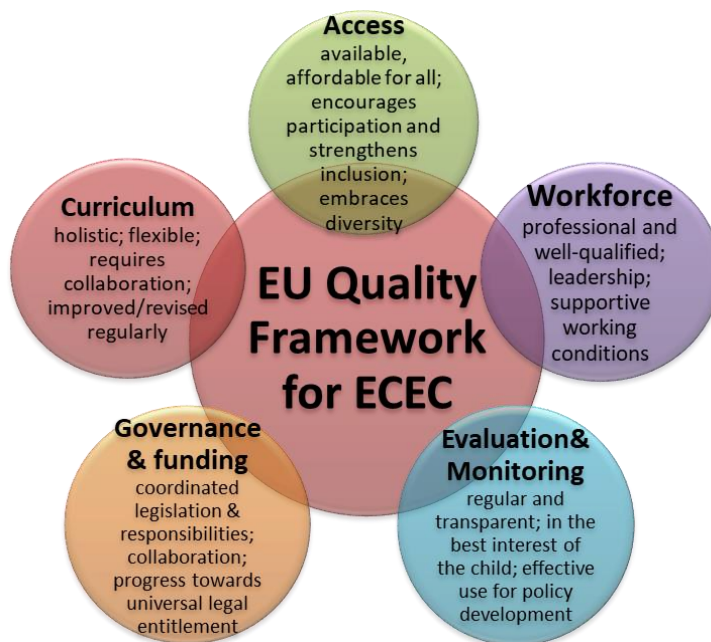 Access
available,
affordable for all;
encourages
participation and
strengthens
inclusion;
embraces
diversity
Curriculum
holistic; flexible;
requires
collaboration;
improved/revised
regularly
Workforce
professional and
well-qualified;
leadership;
supportive
working
conditions
EU Quality
Framework
for ECEC
Governance
& funding
coordinated
legislation &
responsibilities;
collaboration;
progress towards
universal legal
entitlement
Evaluation&
Monitoring
regular and
transparent; in the
best interest of
the child; effective
use for policy
development